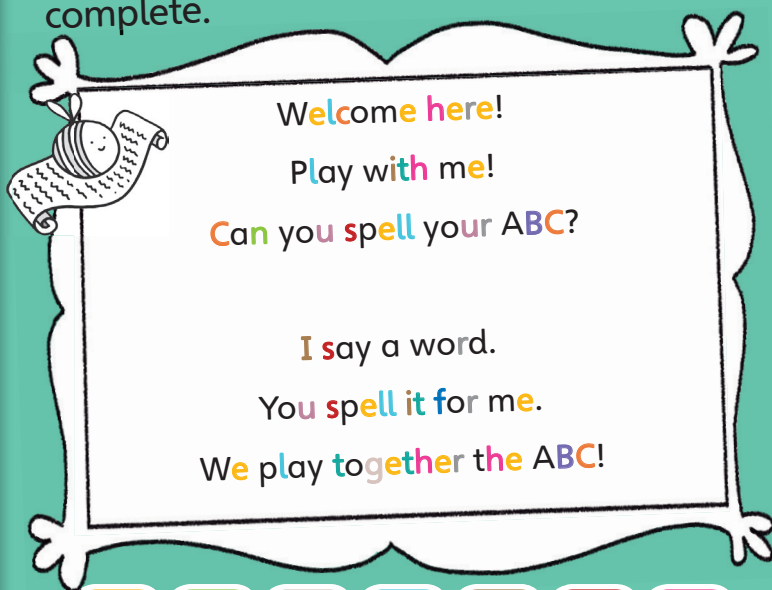 complete.
Welcome here!
Play with me!
Can you spell your ABC?
I say a word.
You spell it for me.
We play together the ABC!